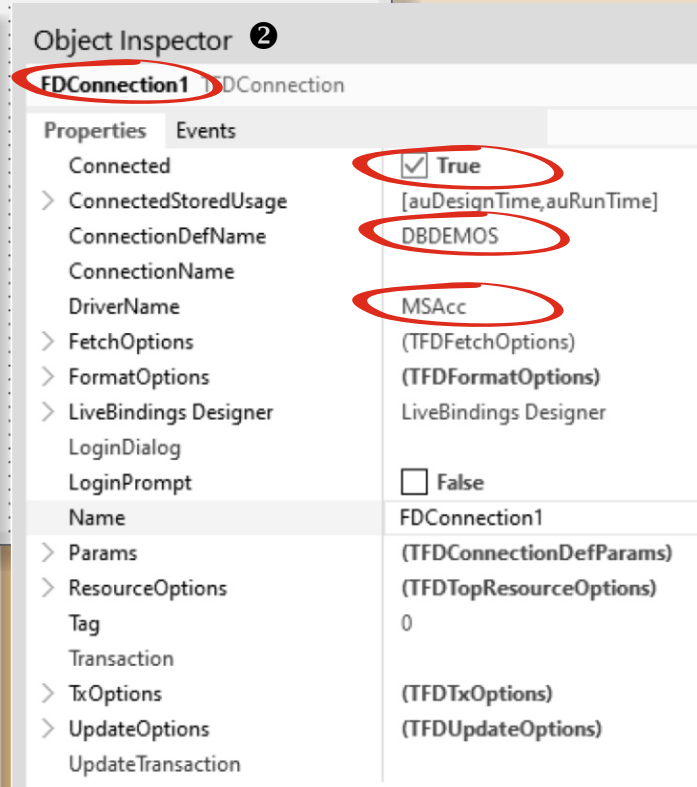 Object Inspector ❷
FDConnection1 TFDConnection
Properties Events
Connected True
ConnectedStoredUsage [auDesignTime,auRunTime]
ConnectionDefName DBDEMOS
ConnectionName
DriverName MSAcc
FetchOptions (TFDFetchOptions)
FormatOptions (TFDFormatOptions)
LiveBindings Designer LiveBindings Designer
LoginDialog
LoginPrompt False
Name FDConnection1
Params (TFDConnectionDefParams)
ResourceOptions (TFDTopResourceOptions)
Tag 0
Transaction
TxOptions (TFDTxOptions)
UpdateOptions (TFDUpdateOptions)
UpdateTransaction